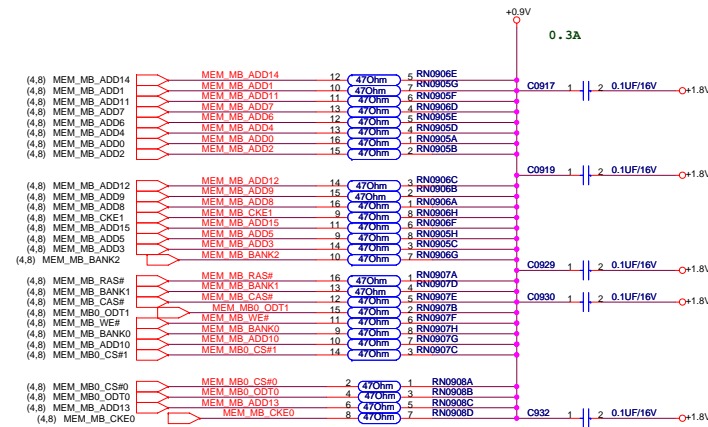 +0.9V
0.3A
(4,8) MEM_MB_ADD14 MEM_MB_ADD14 12 47Ohm 5 RN0906E
(4,8) MEM_MB_ADD1 MEM_MB_ADD1 10 47Ohm 7 RN0905G
(4,8) MEM_MB_ADD11 MEM_MB_ADD11 11 47Ohm 6 RN0905F
(4,8) MEM_MB_ADD7 MEM_MB_ADD7 13 47Ohm 4 RN0906D
(4,8) MEM_MB_ADD6 MEM_MB_ADD6 12 47Ohm 5 RN0905E
(4,8) MEM_MB_ADD4 MEM_MB_ADD4 13 47Ohm 4 RN0905D
(4,8) MEM_MB_ADD0 MEM_MB_ADD0 16 47Ohm 1 RN0905A
(4,8) MEM_MB_ADD2 MEM_MB_ADD2 15 47Ohm 2 RN0905B
C0917 1 2 0.1UF/16V +1.8V
C0919 1 2 0.1UF/16V +1.8V
(4,8) MEM_MB_ADD12 MEM_MB_ADD12 14 47Ohm 3 RN0906C
(4,8) MEM_MB_ADD9 MEM_MB_ADD9 15 47Ohm 2 RN0906B
(4,8) MEM_MB_ADD8 MEM_MB_ADD8 16 47Ohm 1 RN0906A
(4,8) MEM_MB_CKE1 MEM_MB_CKE1 9 47Ohm 8 RN0906H
(4,8) MEM_MB_ADD15 MEM_MB_ADD15 11 47Ohm 6 RN0906F
(4,8) MEM_MB_ADD5 MEM_MB_ADD5 9 47Ohm 8 RN0905H
(4,8) MEM_MB_ADD3 MEM_MB_ADD3 14 47Ohm 3 RN0905C
(4,8) MEM_MB_BANK2 MEM_MB_BANK2 10 47Ohm 7 RN0906G
C0929 1 2 0.1UF/16V +1.8V
(4,8) MEM_MB_RAS# MEM_MB_RAS# 16 47Ohm 1 RN0907A
(4,8) MEM_MB_BANK1 MEM_MB_BANK1 13 47Ohm 4 RN0907D
(4,8) MEM_MB_CAS# MEM_MB_CAS# 12 47Ohm 5 RN0907E
(4,8) MEM_MB0_ODT1 MEM_MB0_ODT1 15 47Ohm 2 RN0907B
(4,8) MEM_MB_WE# MEM_MB_WE# 11 47Ohm 6 RN0907F
(4,8) MEM_MB_BANK0 MEM_MB_BANK0 9 47Ohm 8 RN0907H
(4,8) MEM_MB_ADD10 MEM_MB_ADD10 10 47Ohm 7 RN0907G
(4,8) MEM_MB0_CS#1 MEM_MB0_CS#1 14 47Ohm 3 RN0907C
C0930 1 2 0.1UF/16V +1.8V
(4,8) MEM_MB0_CS#0 MEM_MB0_CS#0 2 47Ohm 1 RN0908A
(4,8) MEM_MB0_ODT0 MEM_MB0_ODT0 4 47Ohm 3 RN0908B
(4,8) MEM_MB_ADD13 MEM_MB_ADD13 6 47Ohm 5 RN0908C
(4,8) MEM_MB_CKE0 MEM_MB_CKE0 8 47Ohm 7 RN0908D
C932 1 2 0.1UF/16V +1.8V